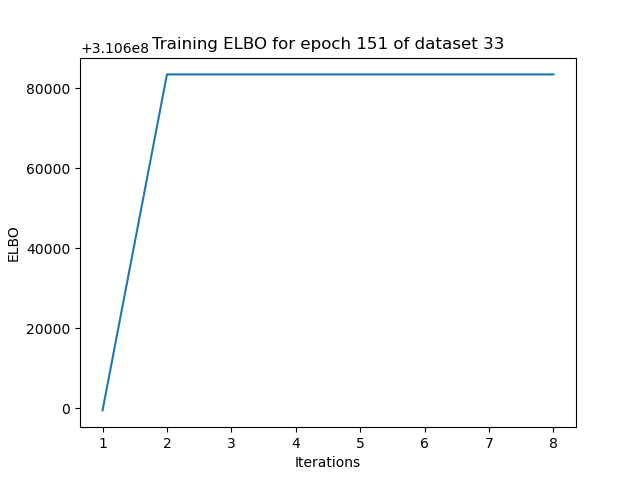 +3.106e8
Training ELBO for epoch 151 of dataset 33
80000
60000
40000
20000
0
ELBO
1 2 3 4 5 6 7 8
Iterations